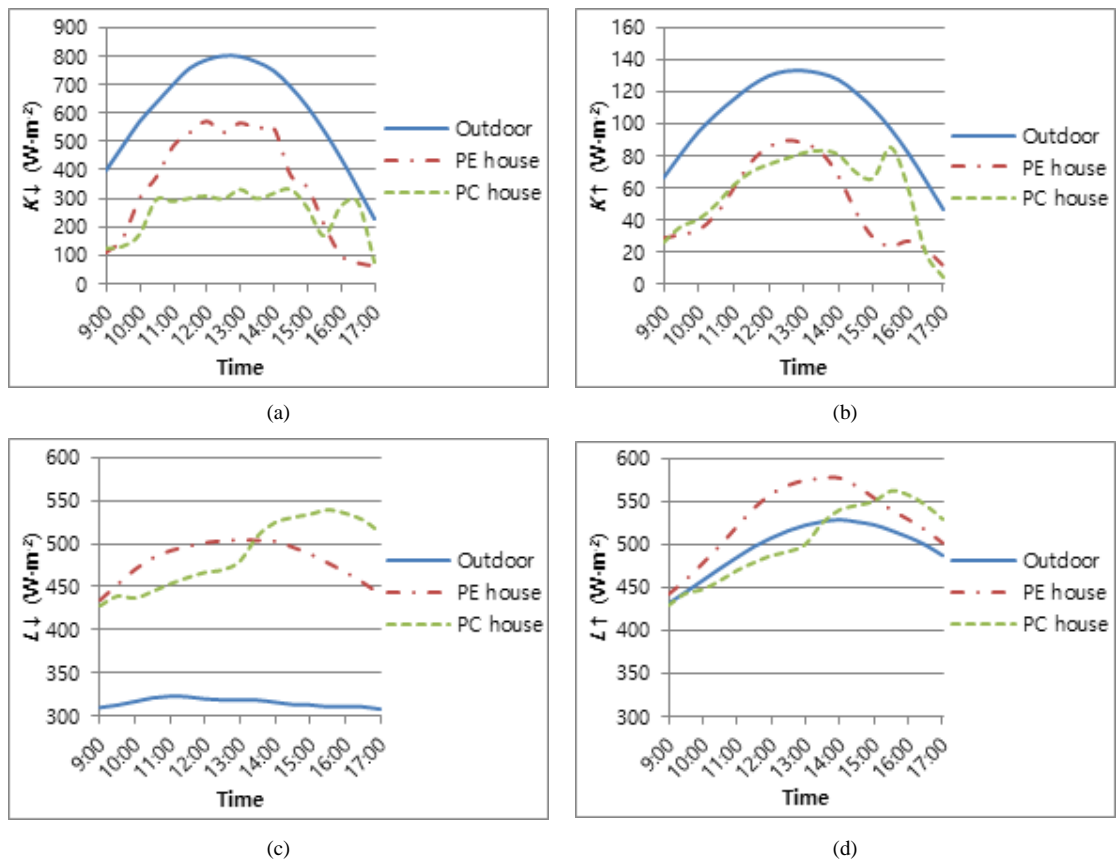 900
800
700
600
500
400
300
200
100
0
K↓ (W·m-2)
9:00
10:00
11:00
12:00
13:00
14:00
15:00
16:00
17:00
Time
Outdoor
PE house
PC house
(a)
160
140
120
100
80
60
40
20
0
K↑ (W·m-2)
9:00
10:00
11:00
12:00
13:00
14:00
15:00
16:00
17:00
Time
Outdoor
PE house
PC house
(b)
600
550
500
450
400
350
300
L↓ (W·m-2)
9:00
10:00
11:00
12:00
13:00
14:00
15:00
16:00
17:00
Time
Outdoor
PE house
PC house
(c)
600
550
500
450
400
350
300
L↑ (W·m-2)
9:00
10:00
11:00
12:00
13:00
14:00
15:00
16:00
17:00
Time
Outdoor
PE house
PC house
(d)